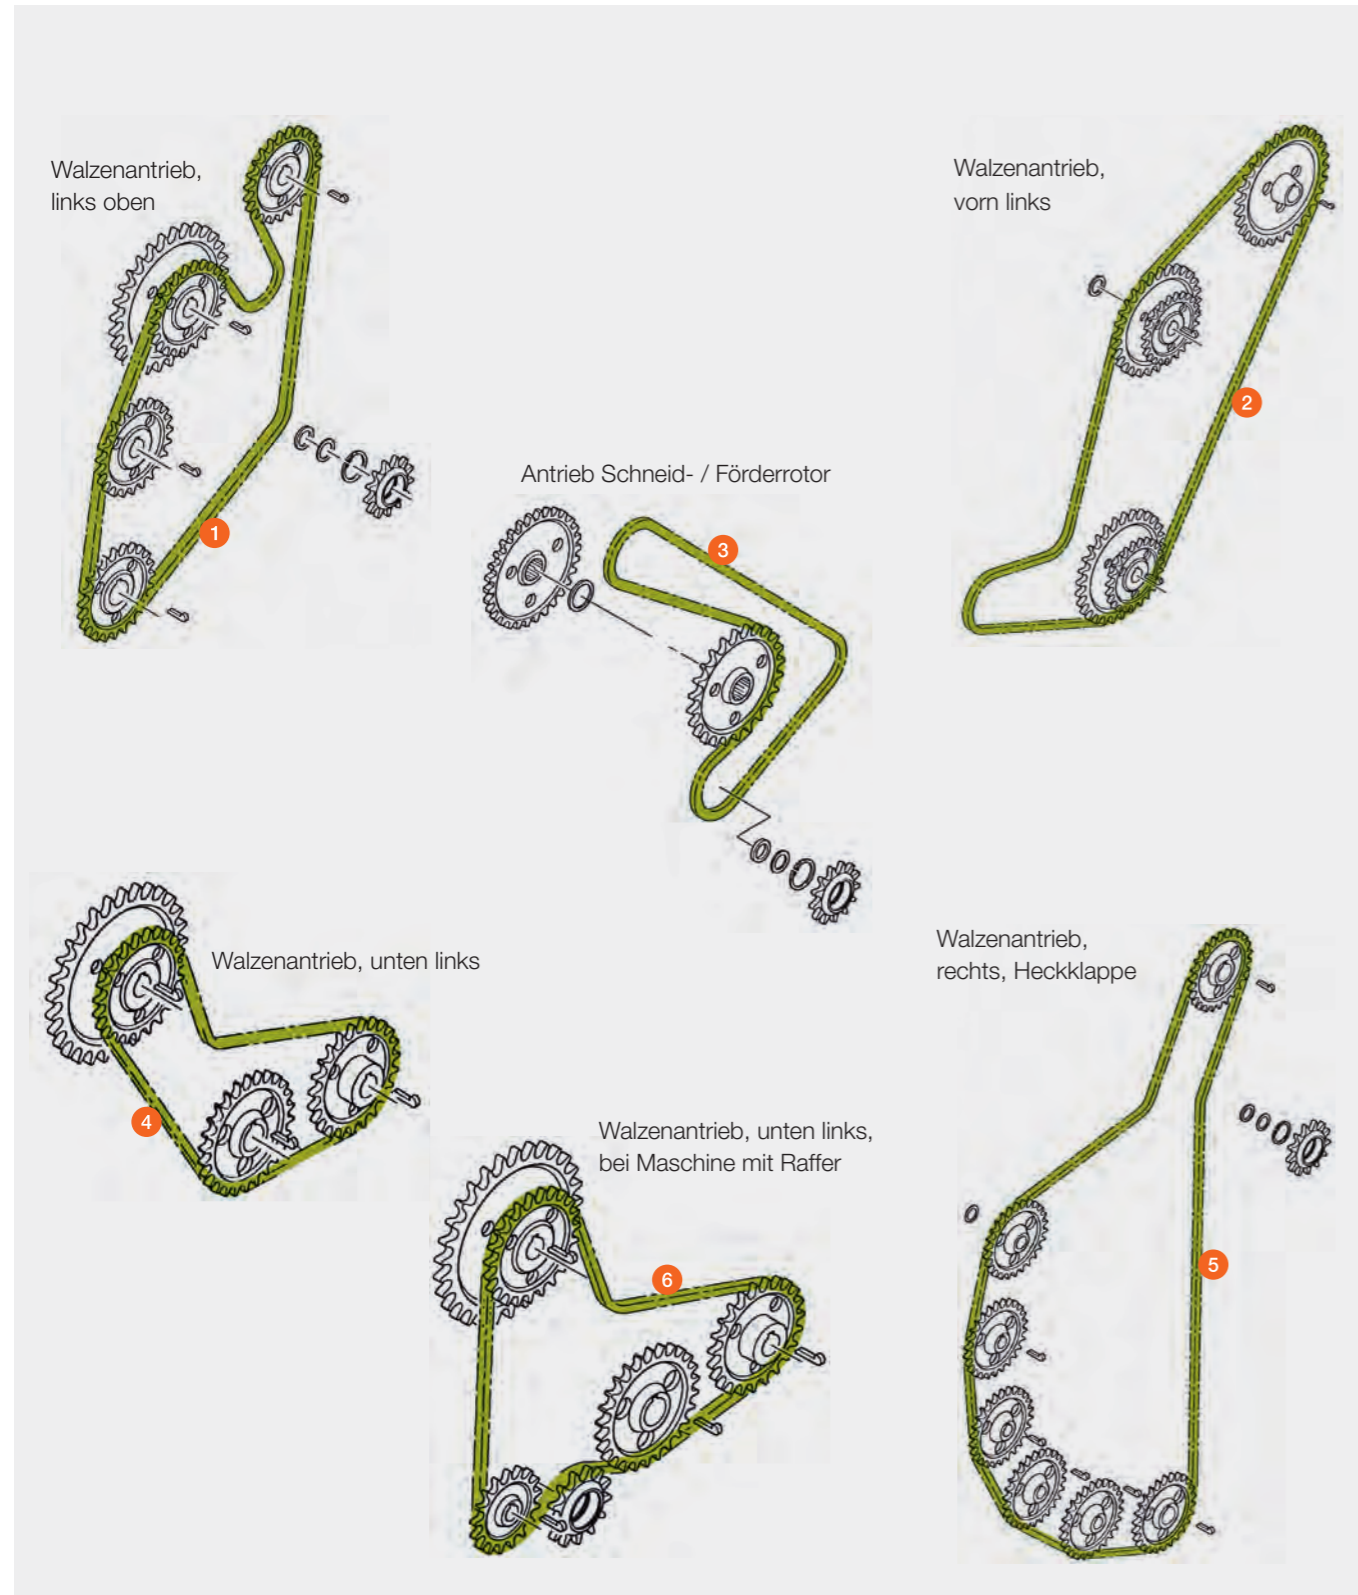 Walzenantrieb,
links oben
1
Walzenantrieb,
vorn links
2
Antrieb Schneid- / Förderrotor
3
Walzenantrieb, unten links
4
Walzenantrieb,
rechts, Heckklappe
5
Walzenantrieb, unten links,
bei Maschine mit Raffer
6